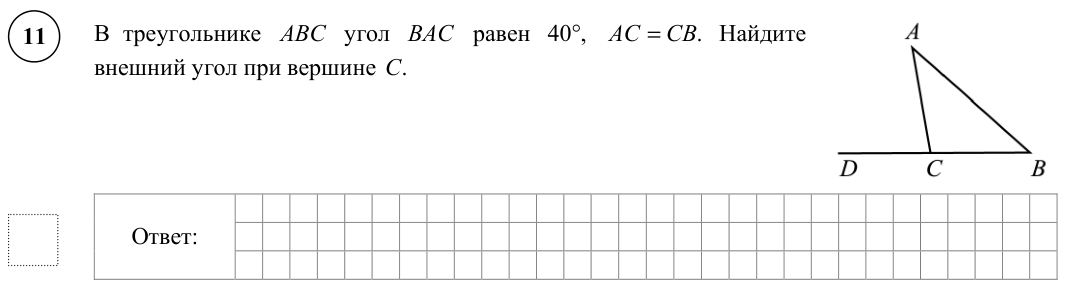 11 В треугольнике ABC угол BAC равен 40°, AC = CB. Найдите
внешний угол при вершине C.
A
D C B
Ответ: